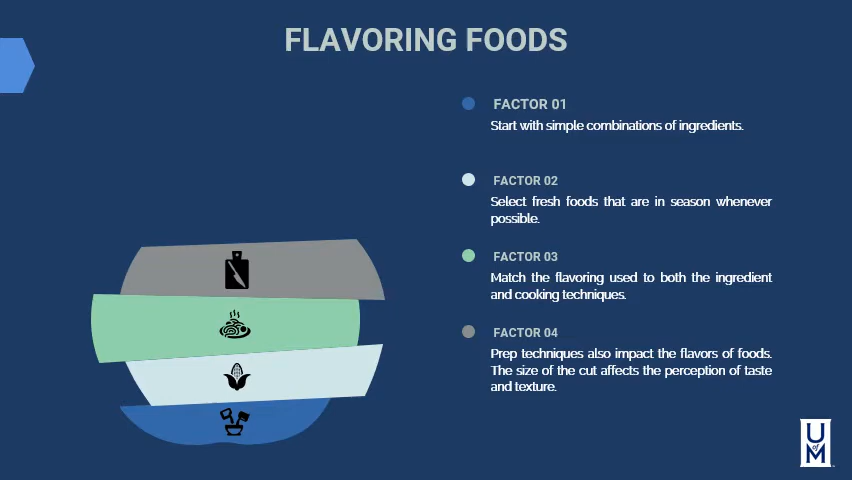 FLAVORING FOODS
FACTOR 01
Start with simple combinations of ingredients.
FACTOR 02
Select fresh foods that are in season whenever
possible.
FACTOR 03
Match the flavoring used to both the ingredient
and cooking techniques.
FACTOR 04
Prep techniques also impact the flavors of foods.
The size of the cut affects the perception of taste
and texture.
U
of
M